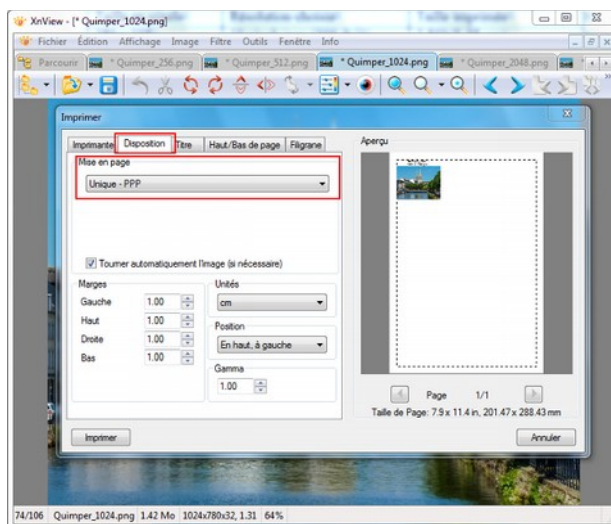 XnView - [* Quimper_1024.png]
Fichier Édition Affichage Image Filtre Outils Fenêtre Info
Parcourir * Quimper_256.png * Quimper_512.png * Quimper_1024.png * Quimper_2048.png
Imprimer
Imprimante Disposition Titre Haut/Bas de page Filigrane
Aperçu
Mise en page
Unique - PPP
Tourner automatiquement l'image (si nécessaire)
Marges
Unités
Gauche 1.00
cm
Haut 1.00
Position
Droite 1.00
En haut, à gauche
Bas 1.00
Gamma
1.00
Page 1/1
Taille de Page: 7.9 x 11.4 in, 201.47 x 288.43 mm
Imprimer
Annuler
74/106 Quimper_1024.png 1.42 Mo 1024x780x32, 1.31 64%